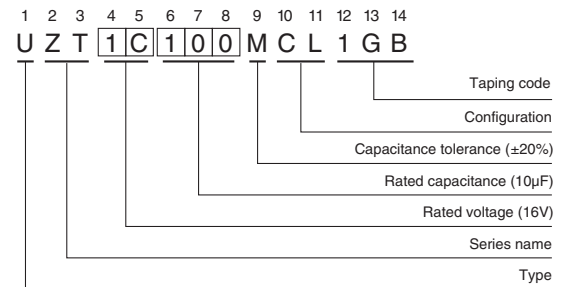 1 2 3 4 5 6 7 8 9 10 11 12 13 14
U Z T 1 C 1 0 0 M C L 1 G B
Taping code
Configuration
Capacitance tolerance (±20%)
Rated capacitance (10µF)
Rated voltage (16V)
Series name
Type